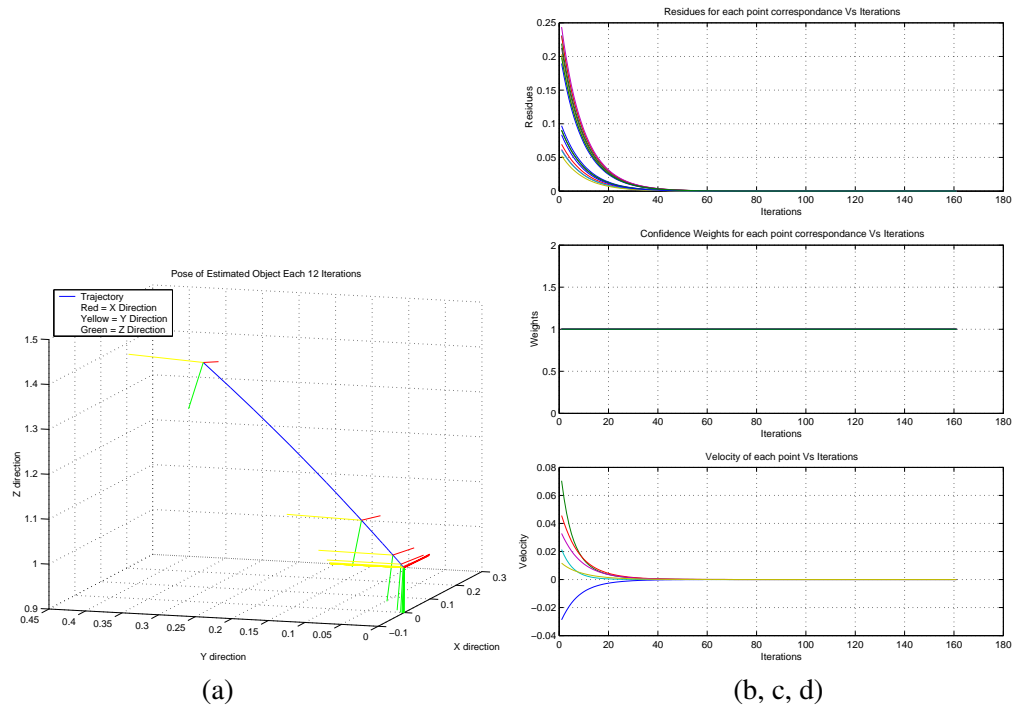 Pose of Estimated Object Each 12 Iterations
Trajectory
Red = X Direction
Yellow = Y Direction
Green = Z Direction
1.5
1.4
1.3
1.2
1.1
1
0.9
Z direction
0.45
0.4
0.35
0.3
0.25
0.2
0.15
0.1
0.05
0
Y direction
−0.1
0
0.1
0.2
0.3
X direction
(a)
Residues for each point correspondance Vs Iterations
0.25
0.2
0.15
0.1
0.05
0
Residues
0 20 40 60 80 100 120 140 160 180
Iterations
Confidence Weights for each point correspondance Vs Iterations
2
1.5
1
0.5
0
Weights
0 20 40 60 80 100 120 140 160 180
Iterations
Velocity of each point Vs Iterations
0.08
0.06
0.04
0.02
0
−0.02
−0.04
Velocity
0 20 40 60 80 100 120 140 160 180
Iterations
(b, c, d)